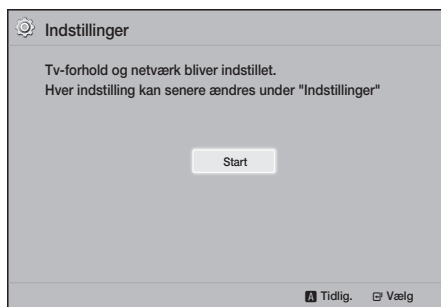 Indstillinger
Tv-forhold og netværk bliver indstillet.
Hver indstilling kan senere ændres under "Indstillinger"
Start
A Tidlig. Vælg